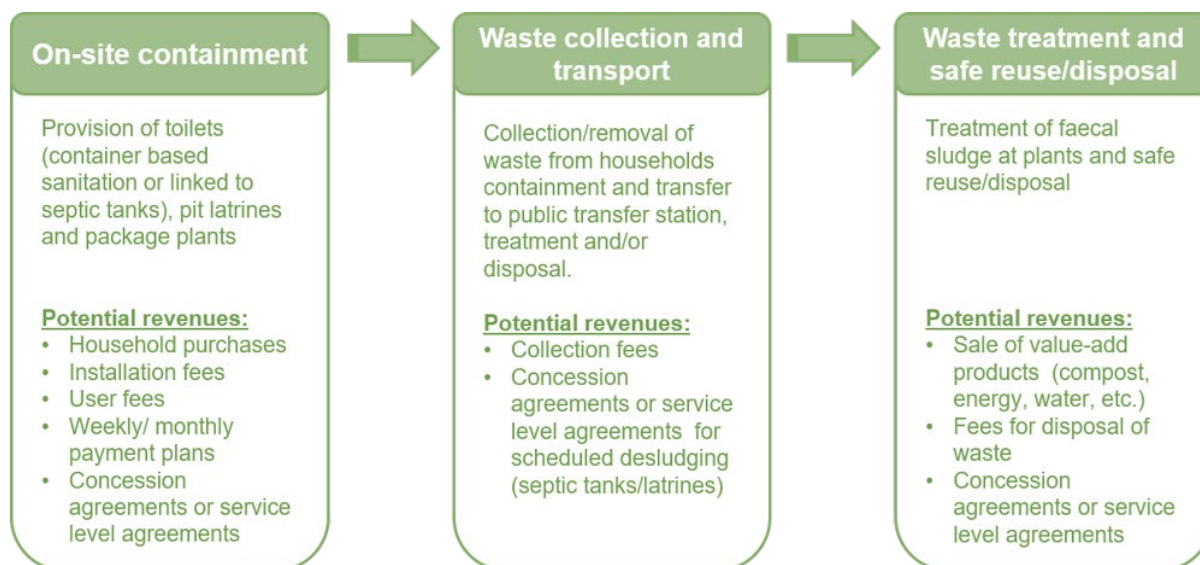 On-site containment
Provision of toilets
(container based
sanitation or linked to
septic tanks), pit latrines
and package plants
Potential revenues:
• Household purchases
• Installation fees
• User fees
• Weekly/ monthly
payment plans
• Concession
agreements or service
level agreements
Waste collection and
transport
Collection/removal of
waste from households
containment and transfer
to public transfer station,
treatment and/or
disposal.
Potential revenues:
• Collection fees
• Concession
agreements or service
level agreements for
scheduled desludging
(septic tanks/latrines)
Waste treatment and
safe reuse/disposal
Treatment of faecal
sludge at plants and safe
reuse/disposal
Potential revenues:
• Sale of value-add
products (compost,
energy, water, etc.)
• Fees for disposal of
waste
• Concession
agreements or service
level agreements